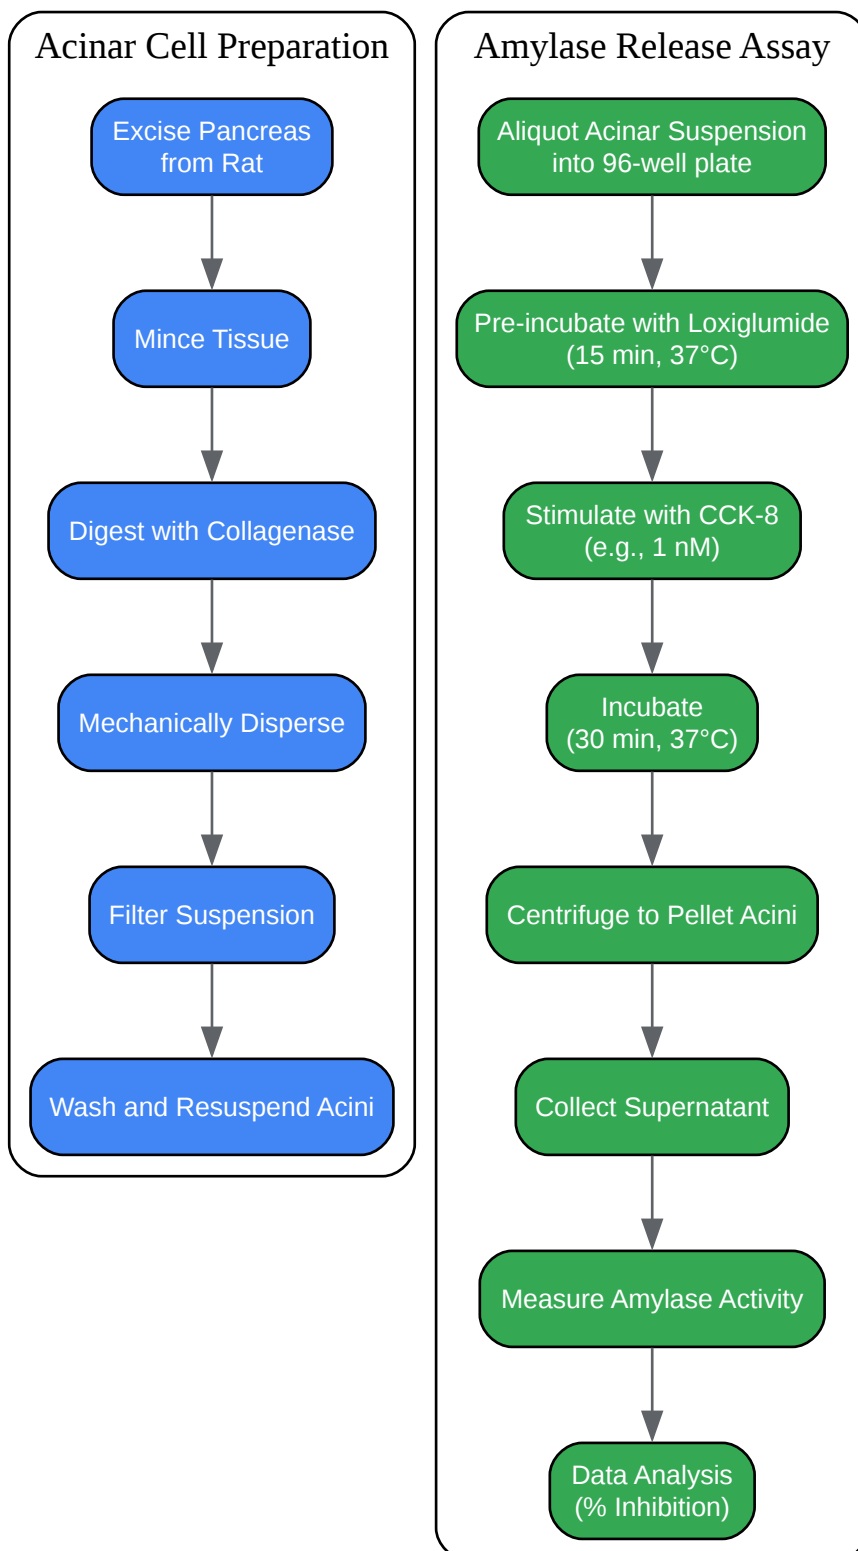 Acinar Cell Preparation
Excise Pancreas
from Rat
Mince Tissue
Digest with Collagenase
Mechanically Disperse
Filter Suspension
Wash and Resuspend Acini
Amylase Release Assay
Aliquot Acinar Suspension
into 96-well plate
Pre-incubate with Loxiglumide
(15 min, 37°C)
Stimulate with CCK-8
(e.g., 1 nM)
Incubate
(30 min, 37°C)
Centrifuge to Pellet Acini
Collect Supernatant
Measure Amylase Activity
Data Analysis
(% Inhibition)